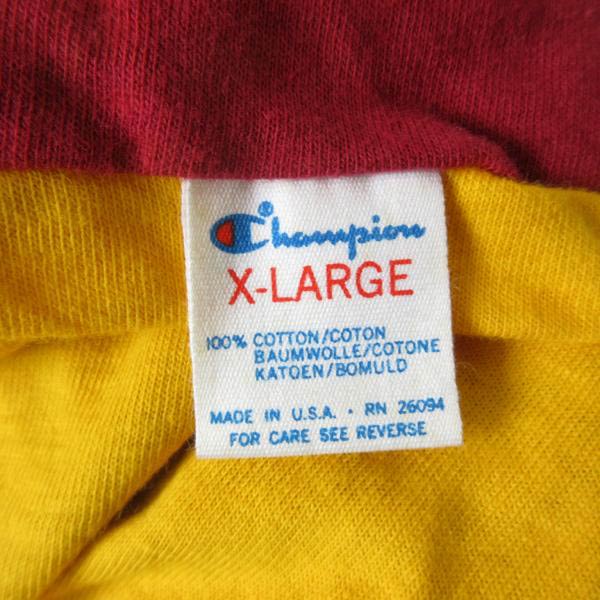 Champion®
X-LARGE
100% COTTON/COTON
BAUMWOLLE/COTONE
KATOEN/BOMULD
MADE IN U.S.A. · RN 26094
FOR CARE SEE REVERSE